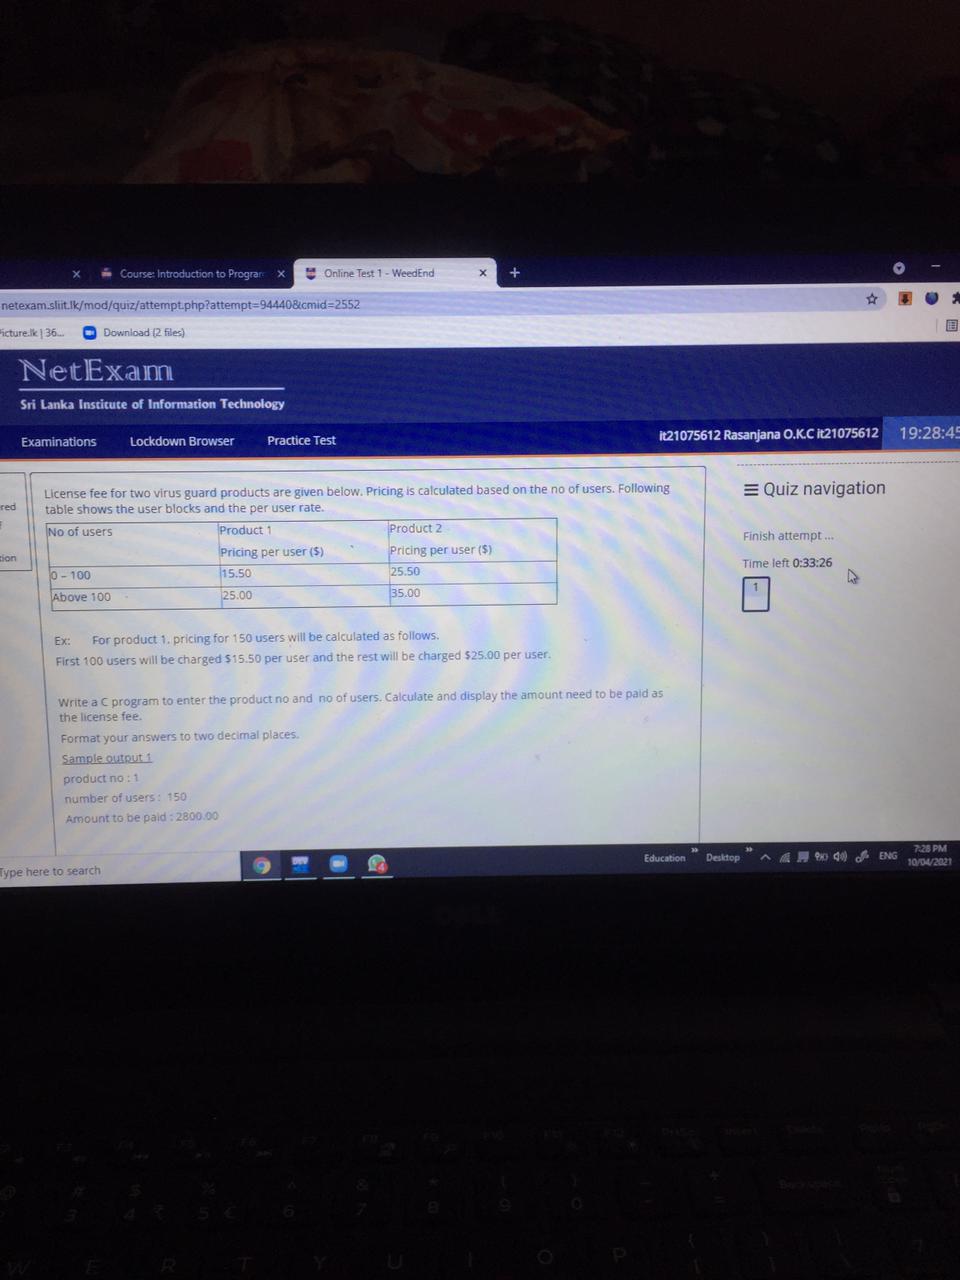 Course: Introduction to Progran
Online Test 1 - WeedEnd
netexam.sliit.lk/mod/quiz/attempt.php?attempt=94440&cmid=2552
icture.lk | 36...
Download (2 files)
NetExam
Sri Lanka Institute of Information Technology
Examinations
Lockdown Browser
Practice Test
it21075612 Rasanjana O.K.C it21075612
19:28:45
License fee for two virus guard products are given below. Pricing is calculated based on the no of users. Following
table shows the user blocks and the per user rate.
No of users Product 1 Product 2
Pricing per user ($) Pricing per user ($)
0 – 100 15.50 25.50
Above 100 25.00 35.00
Ex: For product 1, pricing for 150 users will be calculated as follows.
First 100 users will be charged $15.50 per user and the rest will be charged $25.00 per user.
Write a C program to enter the product no and no of users. Calculate and display the amount need to be paid as
the license fee.
Format your answers to two decimal places.
Sample output 1
product no : 1
number of users : 150
Amount to be paid : 2800.00
Quiz navigation
Finish attempt ...
Time left 0:33:26
1
Type here to search
DEV
4
Education
Desktop
ENG
7:28 PM
10/04/2021
DELL